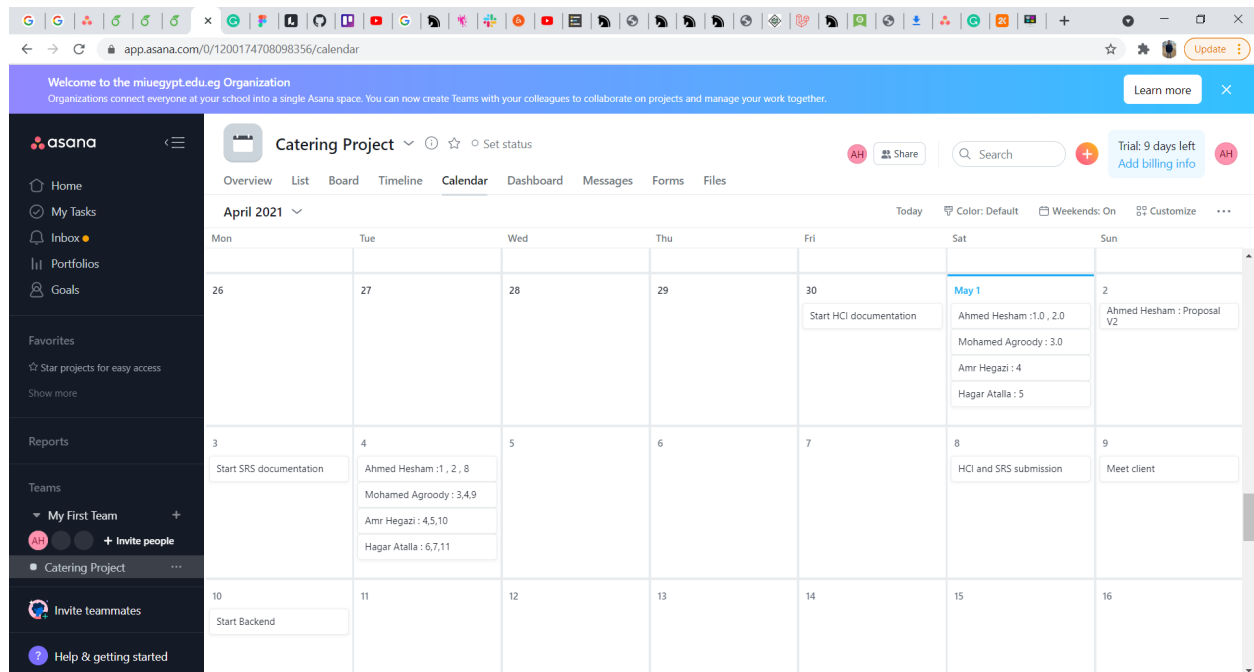 app.asana.com/0/1200174708098356/calendar
Update
Welcome to the miuegypt.edu.eg Organization
Organizations connect everyone at your school into a single Asana space. You can now create Teams with your colleagues to collaborate on projects and manage your work together.
Learn more
asana
Home
My Tasks
Inbox
Portfolios
Goals
Favorites
Star projects for easy access
Show more
Reports
Teams
My First Team
AH
+ Invite people
Catering Project
Invite teammates
? Help & getting started
Catering Project
Set status
AH
Share
Search
Trial: 9 days left
Add billing info
AH
Overview List Board Timeline Calendar Dashboard Messages Forms Files
April 2021
Today
Color: Default
Weekends: On
Customize
Mon Tue Wed Thu Fri Sat Sun
26 27 28 29 30 May 1 2
Start HCI documentation
Ahmed Hesham :1.0 , 2.0
Mohamed Agroody : 3.0
Amr Hegazi : 4
Hagar Atalla : 5
Ahmed Hesham : Proposal
V2
3 4 5 6 7 8 9
Start SRS documentation
Ahmed Hesham :1 , 2 , 8
Mohamed Agroody : 3,4,9
Amr Hegazi : 4,5,10
Hagar Atalla : 6,7,11
HCI and SRS submission
Meet client
10 11 12 13 14 15 16
Start Backend